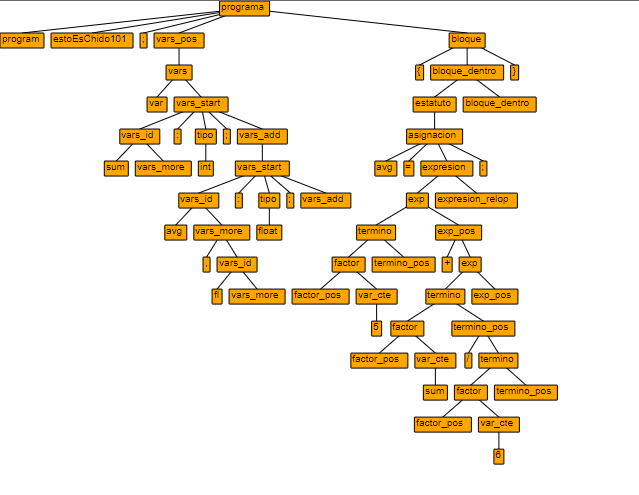 programa
program estoEsChido101 ; vars_pos bloque
vars { bloque_dentro }
var vars_start estatuto bloque_dentro
vars_id : tipo ; vars_add asignacion
sum vars_more int vars_start avg = expresion ;
vars_id : tipo ; vars_add exp expresion_relop
avg vars_more float termino exp_pos
, vars_id factor termino_pos + exp
fl vars_more factor_pos var_cte termino exp_pos
5 factor termino_pos
factor_pos var_cte / termino
sum factor termino_pos
factor_pos var_cte
6